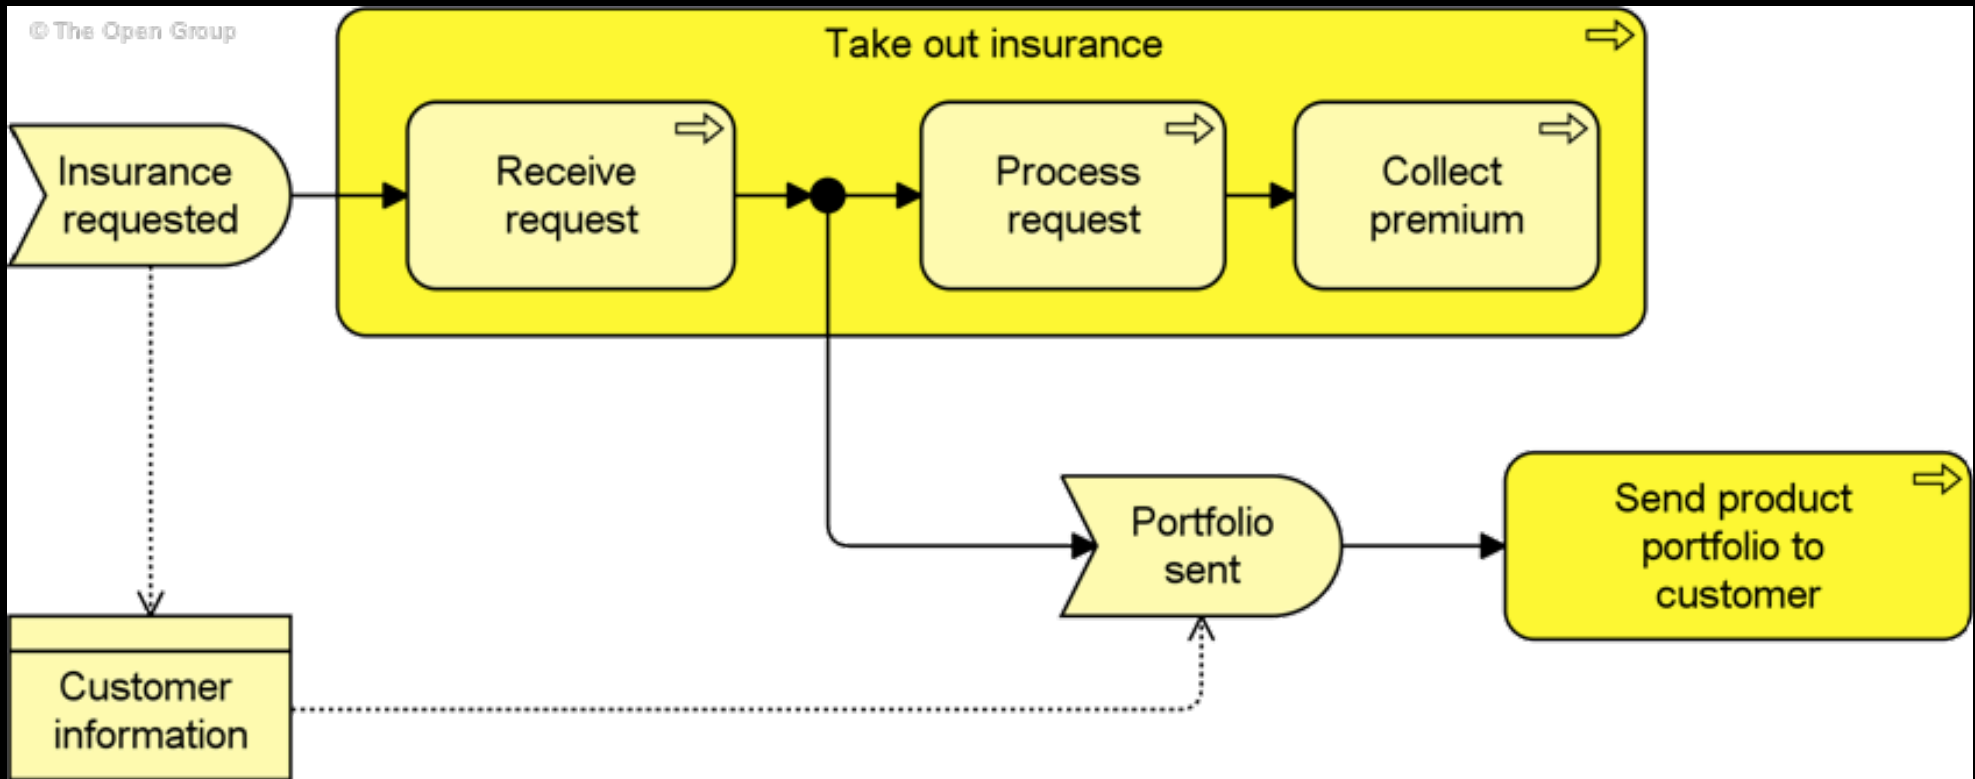 © The Open Group
Take out insurance
Insurance
requested
Receive
request
Process
request
Collect
premium
Portfolio
sent
Send product
portfolio to
customer
Customer
information